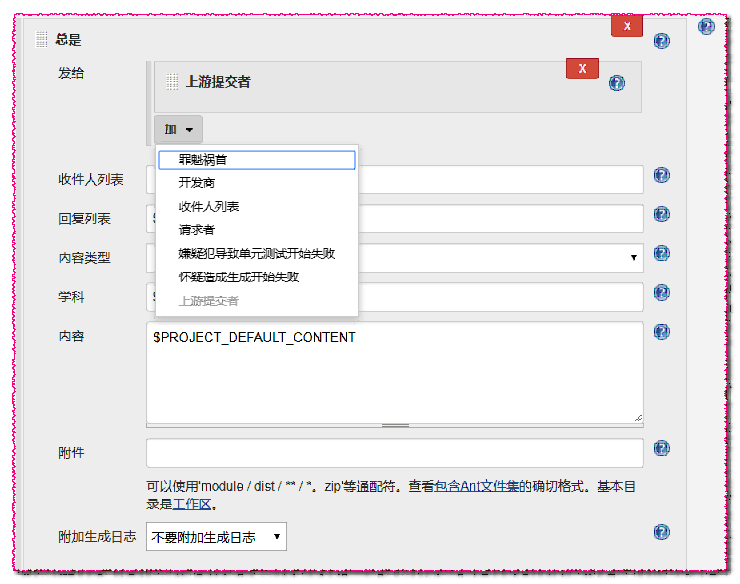 X
总是
发给
上游提交者
X
加
罪魁祸首
开发商
收件人列表
请求者
嫌疑犯导致单元测试开始失败
怀疑造成生成开始失败
上游提交者
收件人列表
回复列表
内容类型
学科
内容
$PROJECT_DEFAULT_CONTENT
附件
可以使用'module / dist / ** / *。zip'等通配符。查看包含Ant文件集的确切格式。基本目
录是工作区。
附加生成日志
不要附加生成日志